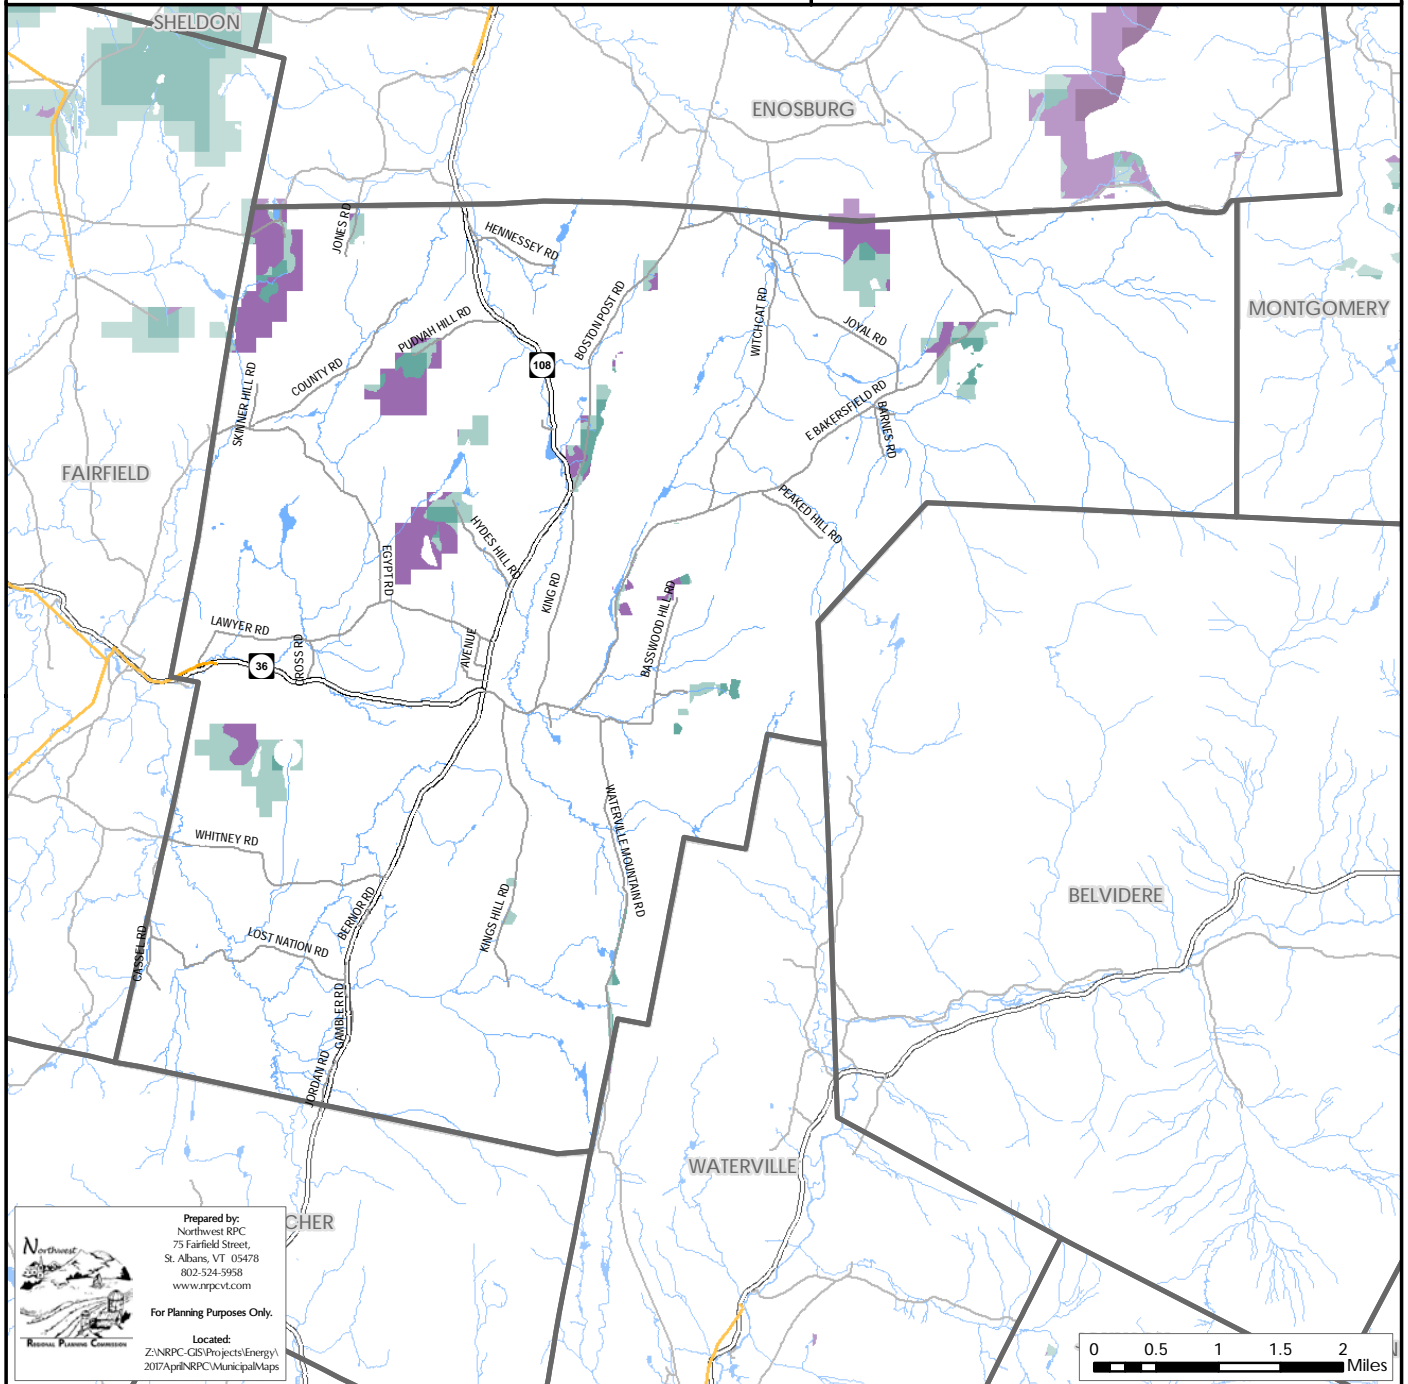 SHELDON
ENOSBURG
JONES RD
HENNESSEY RD
MONTGOMERY
BOSTON POST RD
WITCHCAT RD
PUDVAH HILL RD
JOYAL RD
108
COUNTY RD
SKINNER HILL RD
E BAKERSFIELD RD
BARNES RD
FAIRFIELD
PEAKED HILL RD
HYDES HILL RD
EGYPT RD
KING RD
BASSWOOD HILL RD
LAWYER RD
CROSS RD
AVENUE
36
WATERVILLE MOUNTAIN RD
WHITNEY RD
BELVIDERE
BERNOR RD
KINGS HILL RD
LOST NATION RD
CASSEL RD
GAMBLER RD
JORDAN RD
WATERVILLE
CHER
Northwest
REGIONAL PLANNING COMMISSION
Prepared by:
Northwest RPC
75 Fairfield Street,
St. Albans, VT 05478
802-524-5958
www.nrpcvt.com
For Planning Purposes Only.
Located:
Z:\NRPC-GIS\Projects\Energy\
2017AprilNRPC\MunicipalMaps
0 0.5 1 1.5 2
Miles